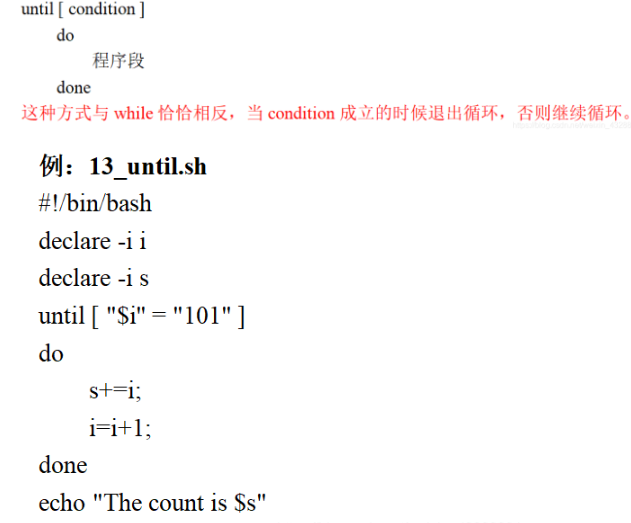 until [ condition ]
do
程序段
done
这种方式与 while 恰恰相反，当 condition 成立的时候退出循环，否则继续循环。
例：13_until.sh
#!/bin/bash
declare -i i
declare -i s
until [ "$i" = "101" ]
do
s+=i;
i=i+1;
done
echo "The count is $s"